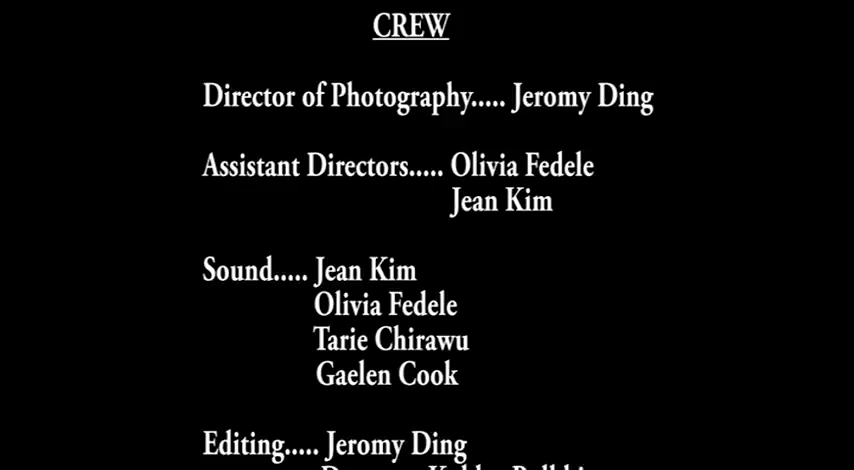 CREW
Director of Photography..... Jeromy Ding
Assistant Directors..... Olivia Fedele
Jean Kim
Sound..... Jean Kim
Olivia Fedele
Tarie Chirawu
Gaelen Cook
Editing..... Jeromy Ding